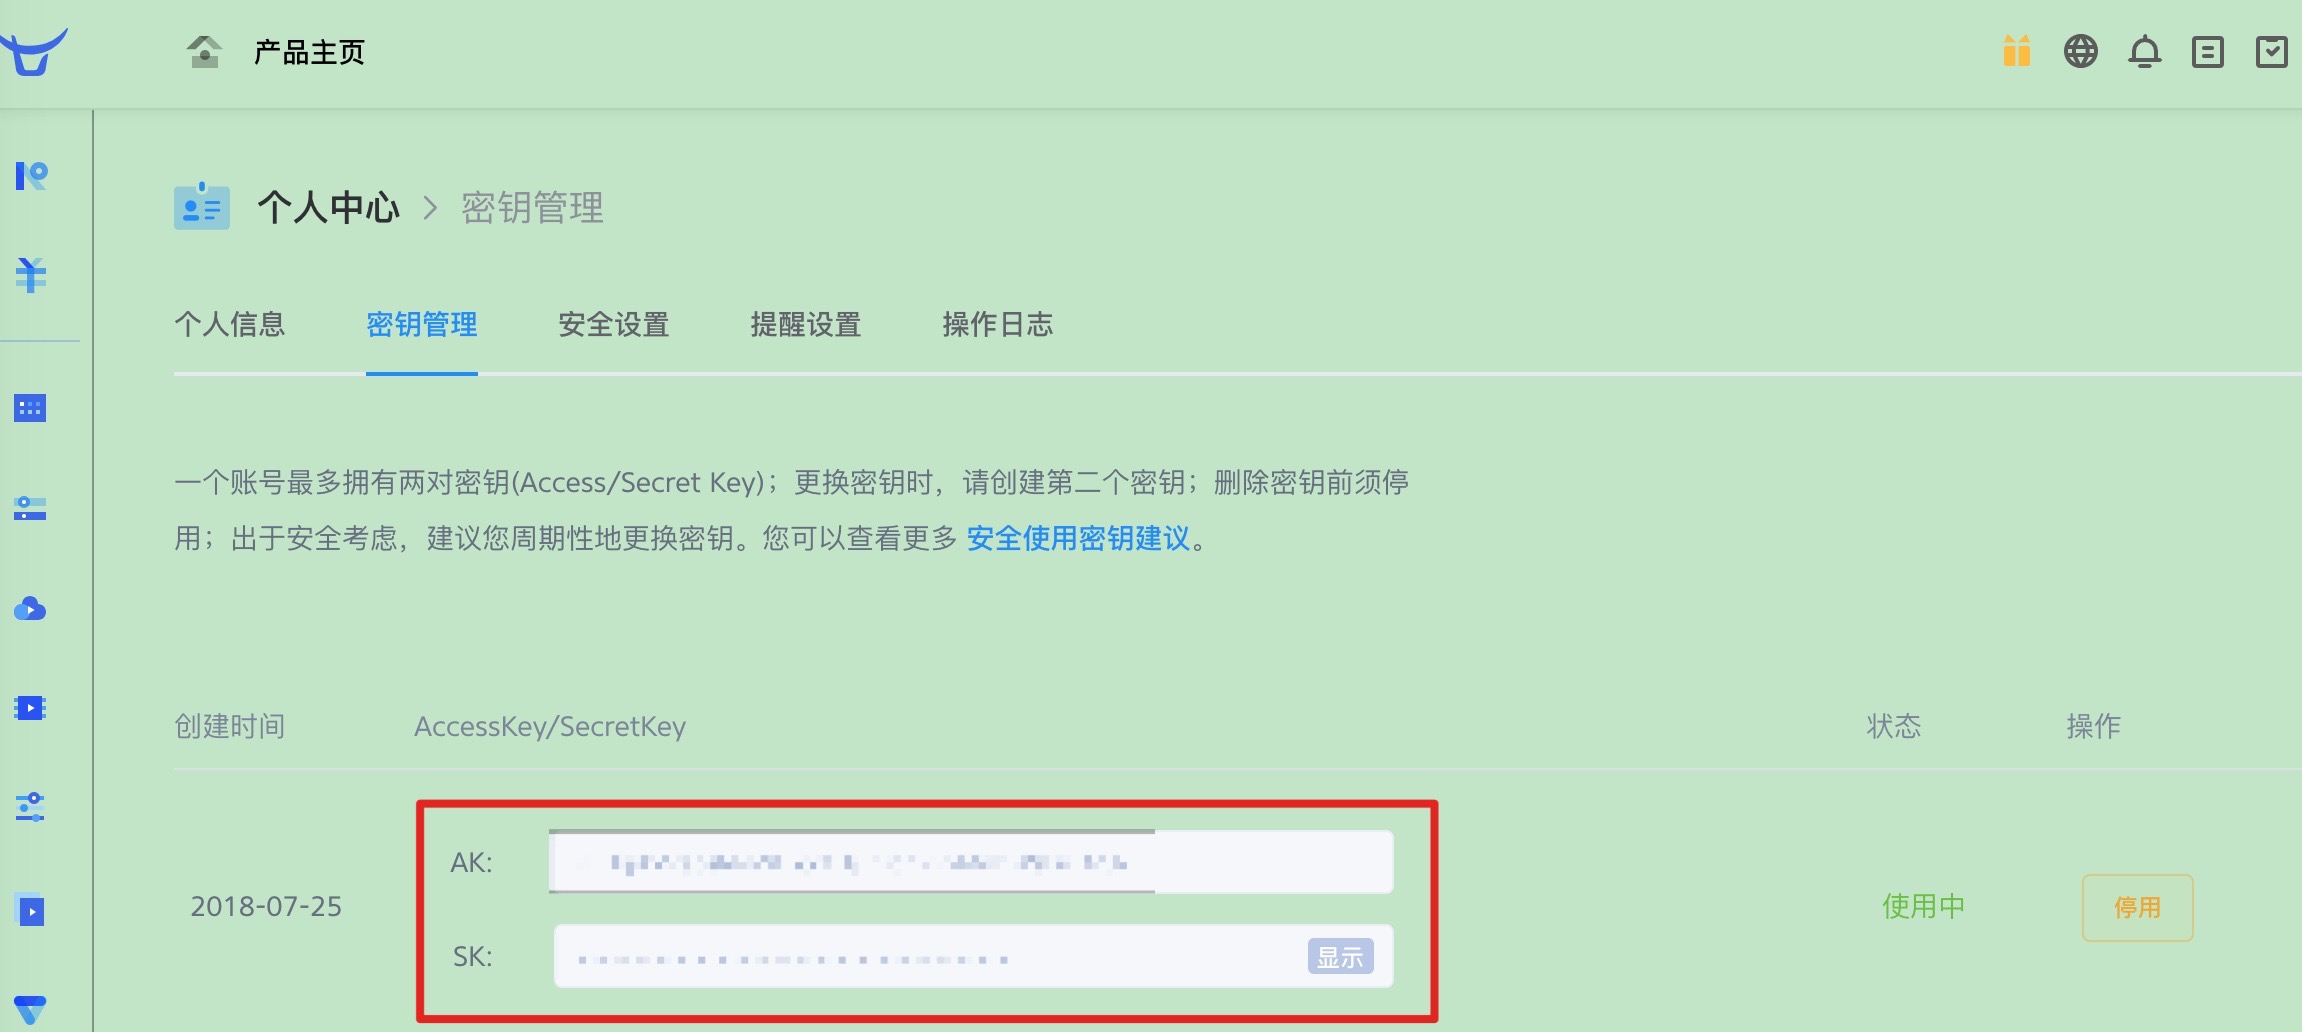 产品主页
个人中心 > 密钥管理
个人信息 密钥管理 安全设置 提醒设置 操作日志
一个账号最多拥有两对密钥(Access/Secret Key)；更换密钥时，请创建第二个密钥；删除密钥前须停
用；出于安全考虑，建议您周期性地更换密钥。您可以查看更多 安全使用密钥建议。
创建时间 AccessKey/SecretKey 状态 操作
AK:
2018-07-25 使用中 停用
SK: 显示